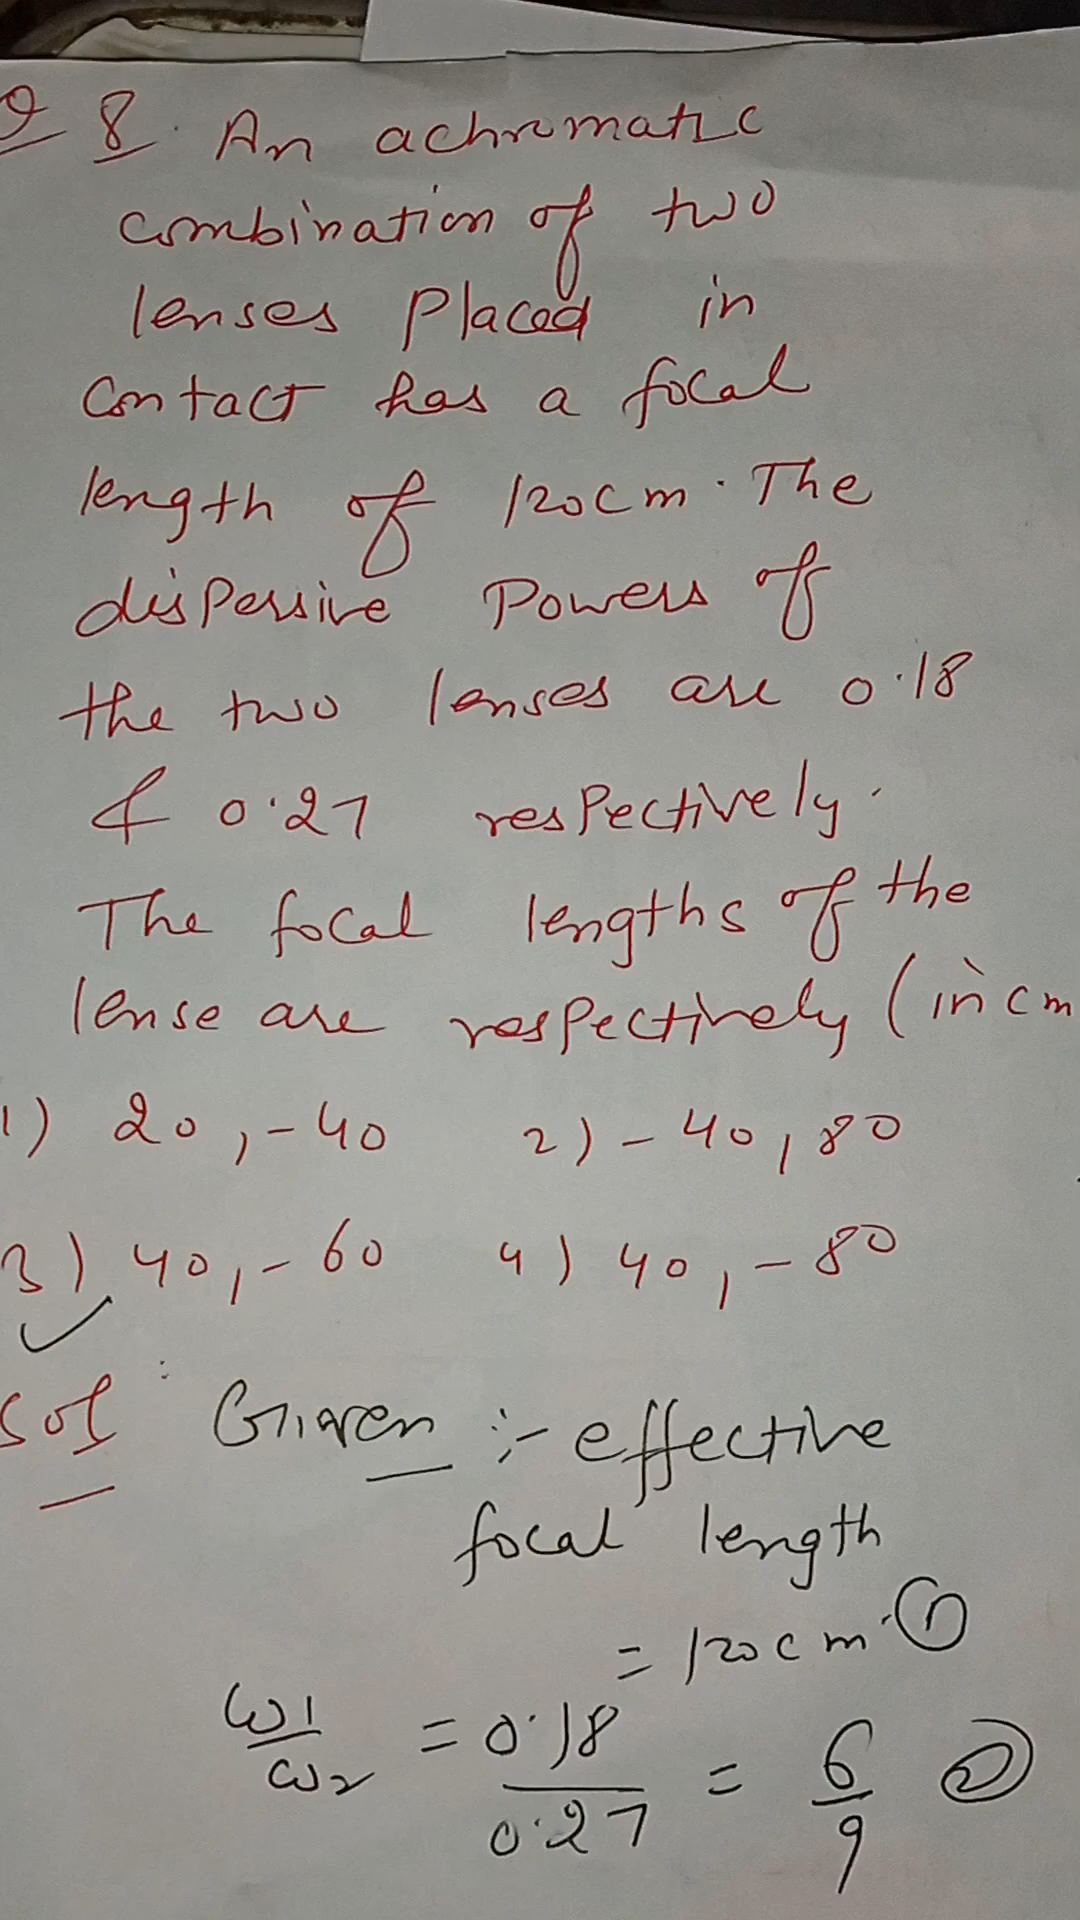 Q 8. An achromatic
combination of two
lenses placed in
contact has a focal
length of 120cm. The
dispersive Powers of
the two lenses are 0.18
& 0.27 respectively.
The focal lengths of the
lense are respectively (in cm
1) 20, -40 2) -40, 80
3) 40, -60 4) 40, -80
Sol : Given :- effective
focal length
= 120cm. ①
ω1/ω2 = 0.18/0.27 = 6/9 ②